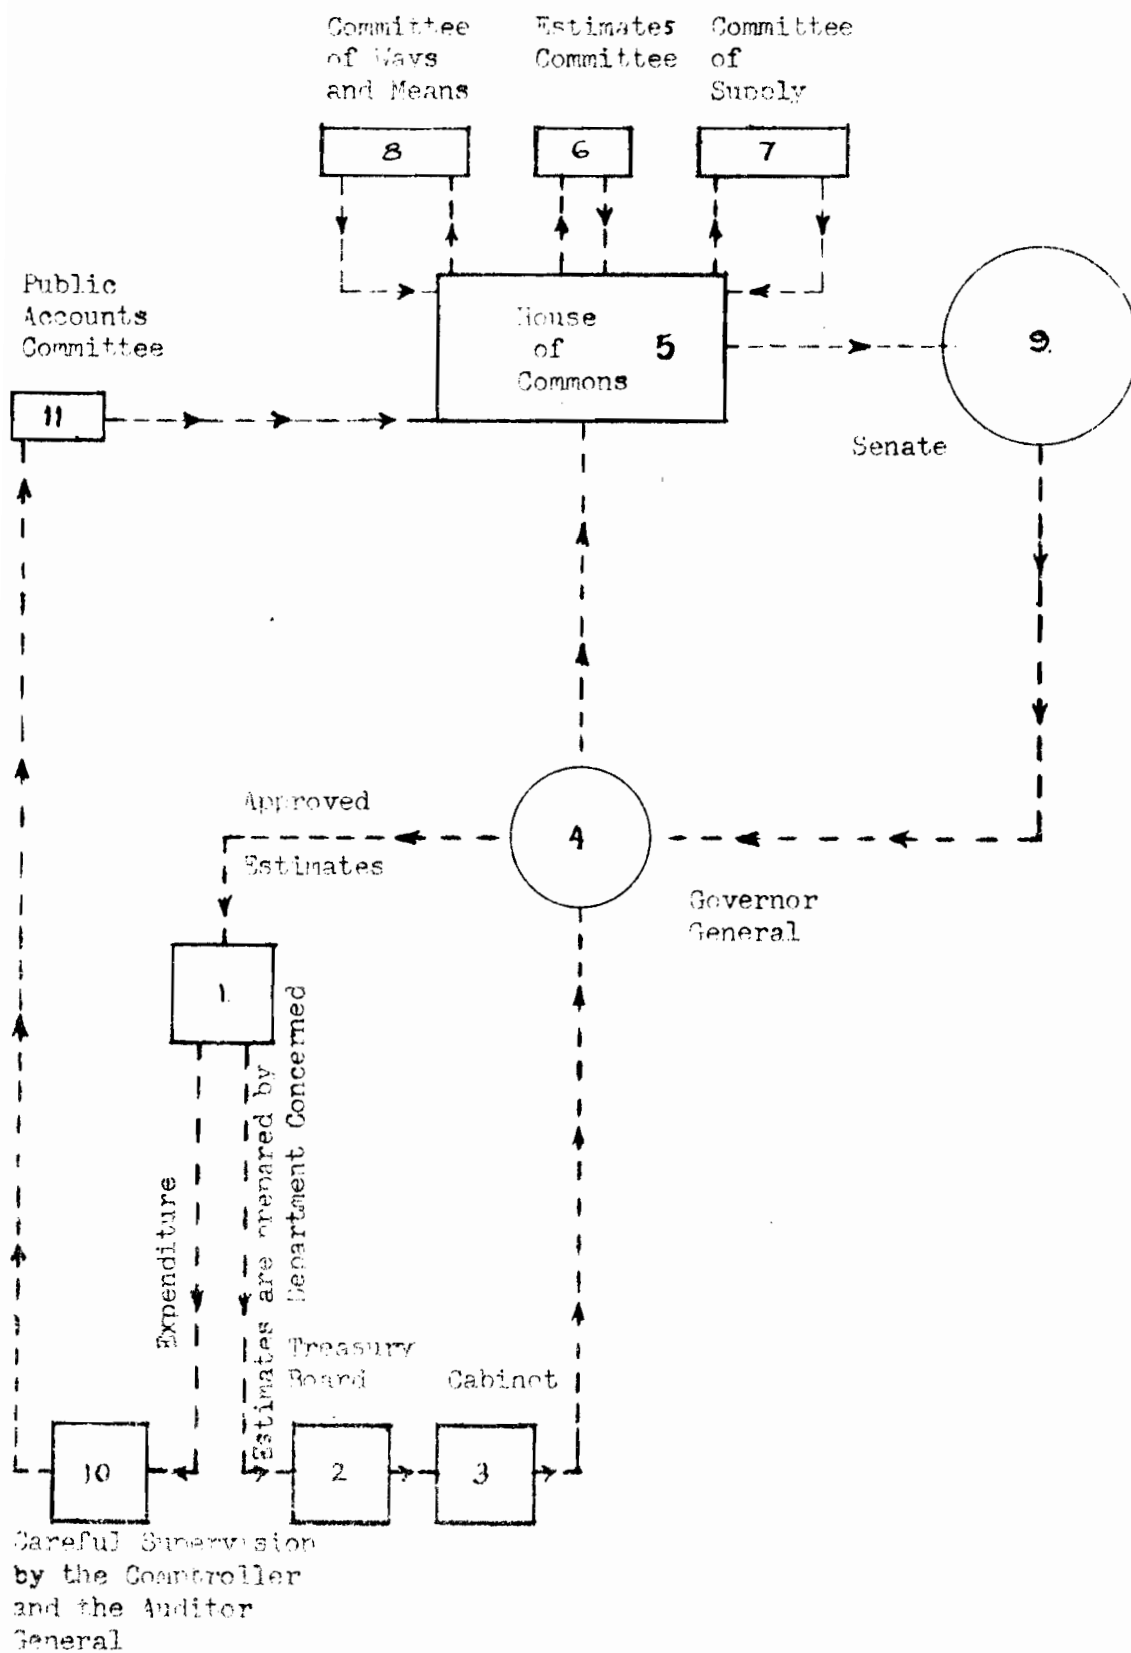 Committee
of Ways
and Means
Estimates
Committee
Committee
of
Supply
8
6
7
Public
Accounts
Committee
House
of
Commons
5
9.
11
Senate
Approved
Estimates
4
Governor
General
1.
Expenditure
Estimates are prepared by
Department Concerned
Treasury
Board
Cabinet
10
2
3
Careful Supervision
by the Comptroller
and the Auditor
General